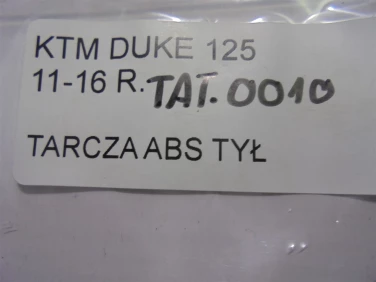 KTM DUKE 125
11-16 R. TAT.0010
TARCZA ABS TYŁ